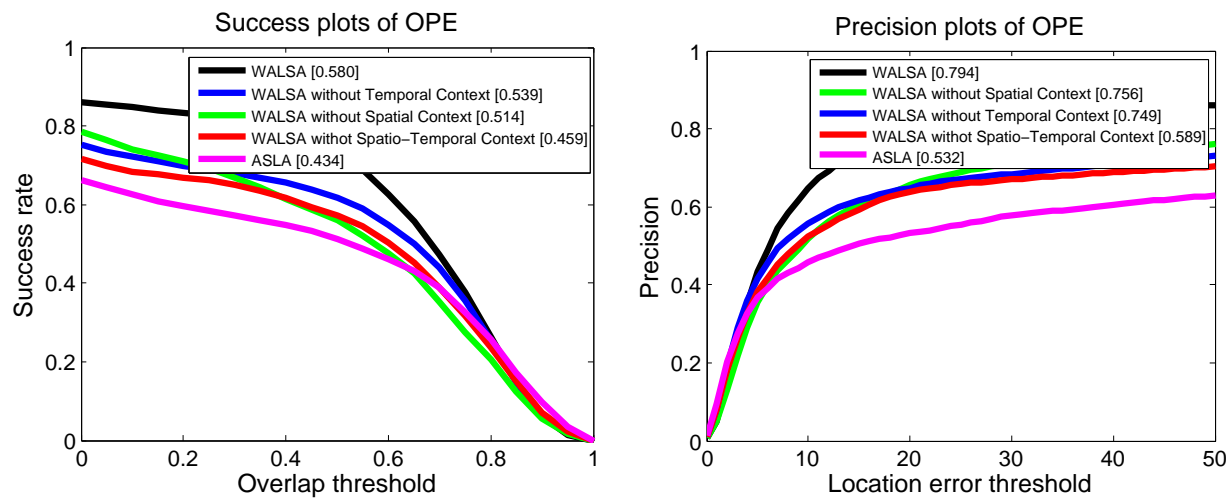 Success plots of OPE
1
0.8
0.6
0.4
0.2
0
Success rate
WALSA [0.580]
WALSA without Temporal Context [0.539]
WALSA without Spatial Context [0.514]
WALSA withot Spatio-Temporal Context [0.459]
ASLA [0.434]
0 0.2 0.4 0.6 0.8 1
Overlap threshold
Precision plots of OPE
1
0.8
0.6
0.4
0.2
0
Precision
WALSA [0.794]
WALSA without Spatial Context [0.756]
WALSA without Temporal Context [0.749]
WALSA withot Spatio-Temporal Context [0.589]
ASLA [0.532]
0 10 20 30 40 50
Location error threshold